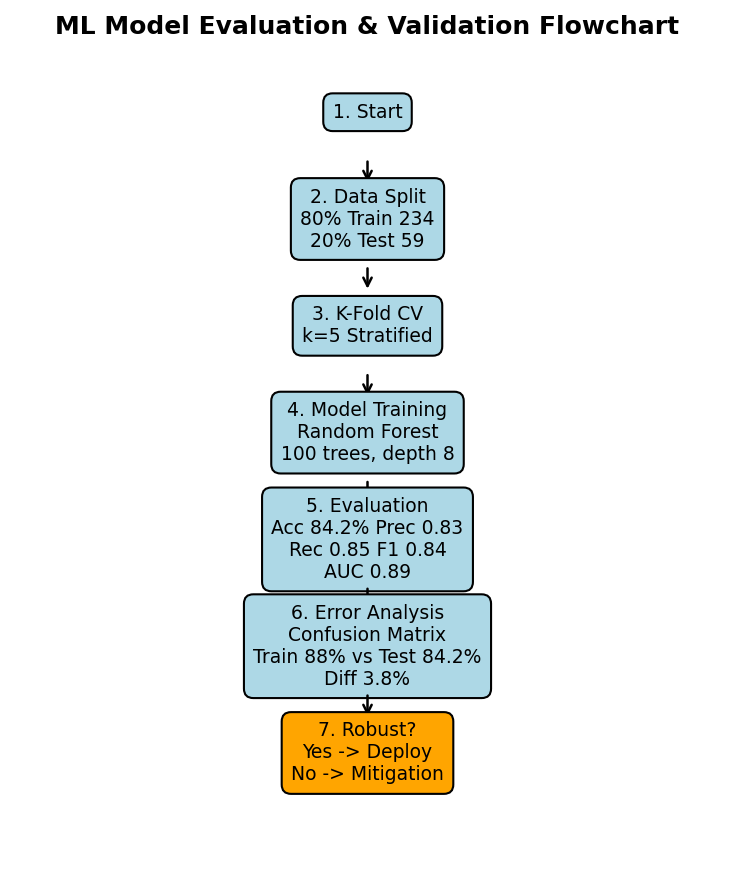 ML Model Evaluation & Validation Flowchart
1. Start
2. Data Split
80% Train 234
20% Test 59
3. K-Fold CV
k=5 Stratified
4. Model Training
Random Forest
100 trees, depth 8
5. Evaluation
Acc 84.2% Prec 0.83
Rec 0.85 F1 0.84
AUC 0.89
6. Error Analysis
Confusion Matrix
Train 88% vs Test 84.2%
Diff 3.8%
7. Robust?
Yes -> Deploy
No -> Mitigation